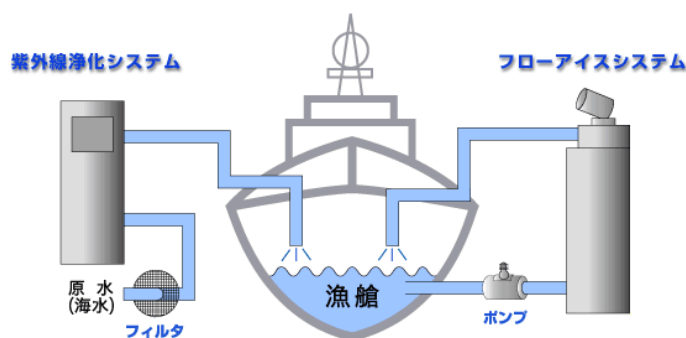 紫外線浄化システム
フローアイスシステム
漁艙
原 水
(海水)
フィルタ
ポンプ